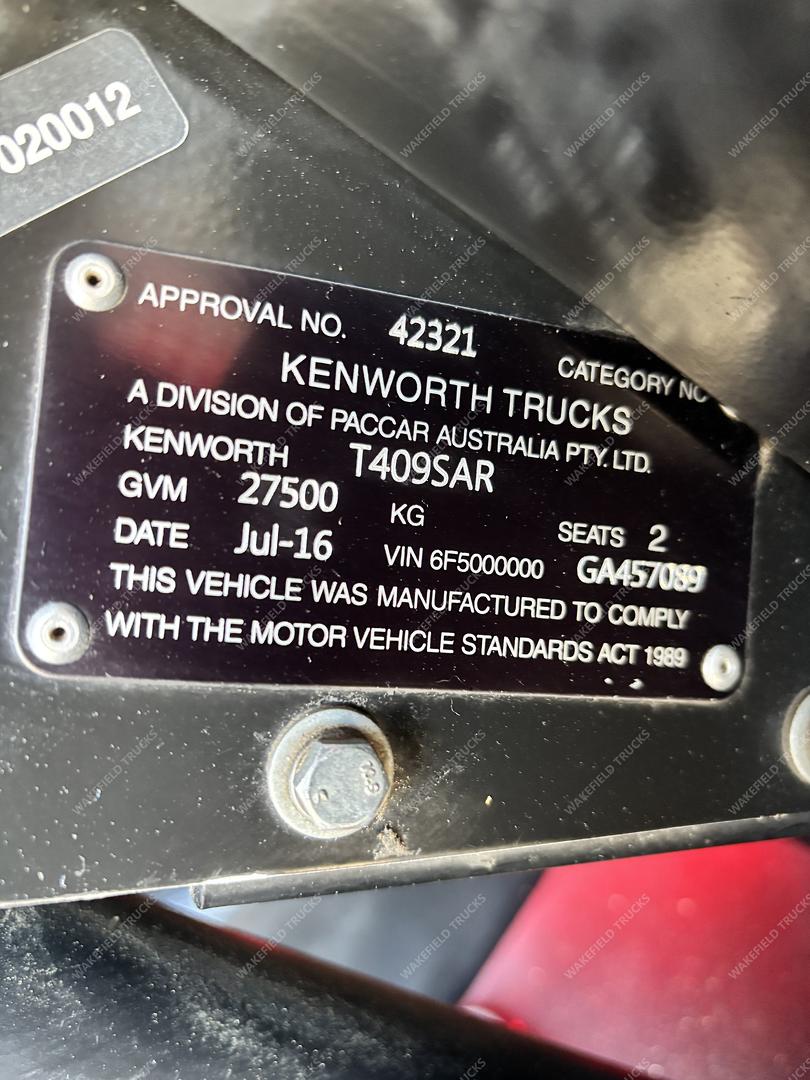 020012
APPROVAL NO. 42321 CATEGORY NO
KENWORTH TRUCKS
A DIVISION OF PACCAR AUSTRALIA PTY. LTD.
KENWORTH T409SAR
GVM 27500 KG SEATS 2
DATE Jul-16 VIN 6F5000000 GA457089
THIS VEHICLE WAS MANUFACTURED TO COMPLY
WITH THE MOTOR VEHICLE STANDARDS ACT 1989
WAKEFIELD TRUCKS